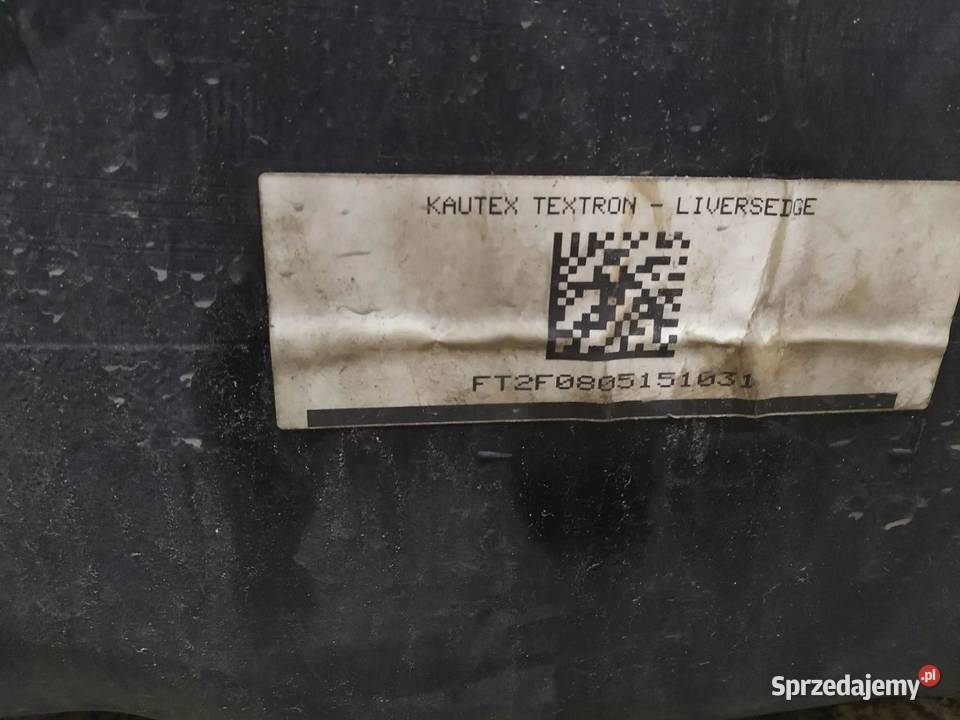 KAUTEX TEXTRON - LIVERSEDGE
FT2F0805151031
Sprzedajemy.pl